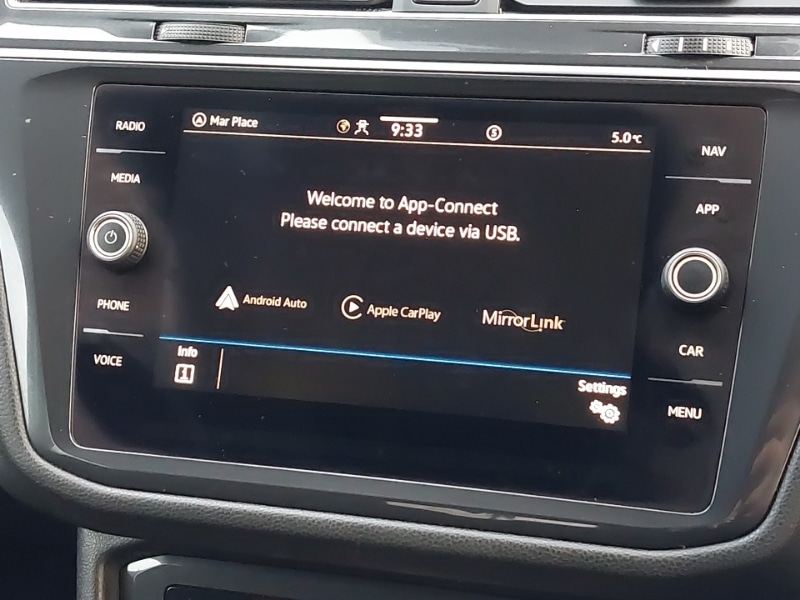 RADIO
MEDIA
PHONE
VOICE
Mar Place
9:33
5.0°C
Welcome to App-Connect
Please connect a device via USB.
Android Auto
Apple CarPlay
MirrorLink
Info
Settings
NAV
APP
CAR
MENU